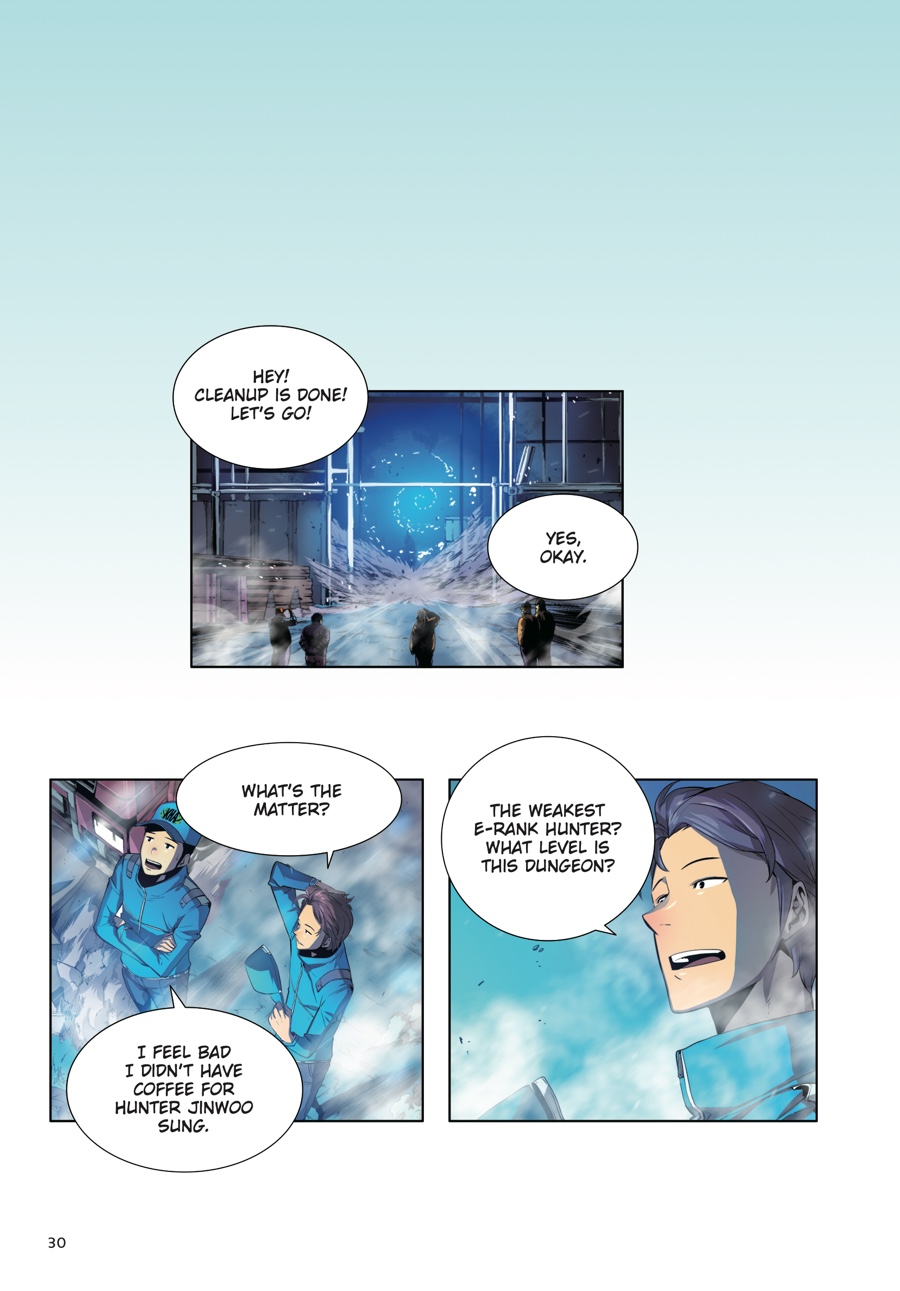 HEY!
CLEANUP IS DONE!
LET'S GO!
YES,
OKAY.
WHAT'S THE
MATTER?
I FEEL BAD
I DIDN'T HAVE
COFFEE FOR
HUNTER JINWOO
SUNG.
THE WEAKEST
E-RANK HUNTER?
WHAT LEVEL IS
THIS DUNGEON?
30